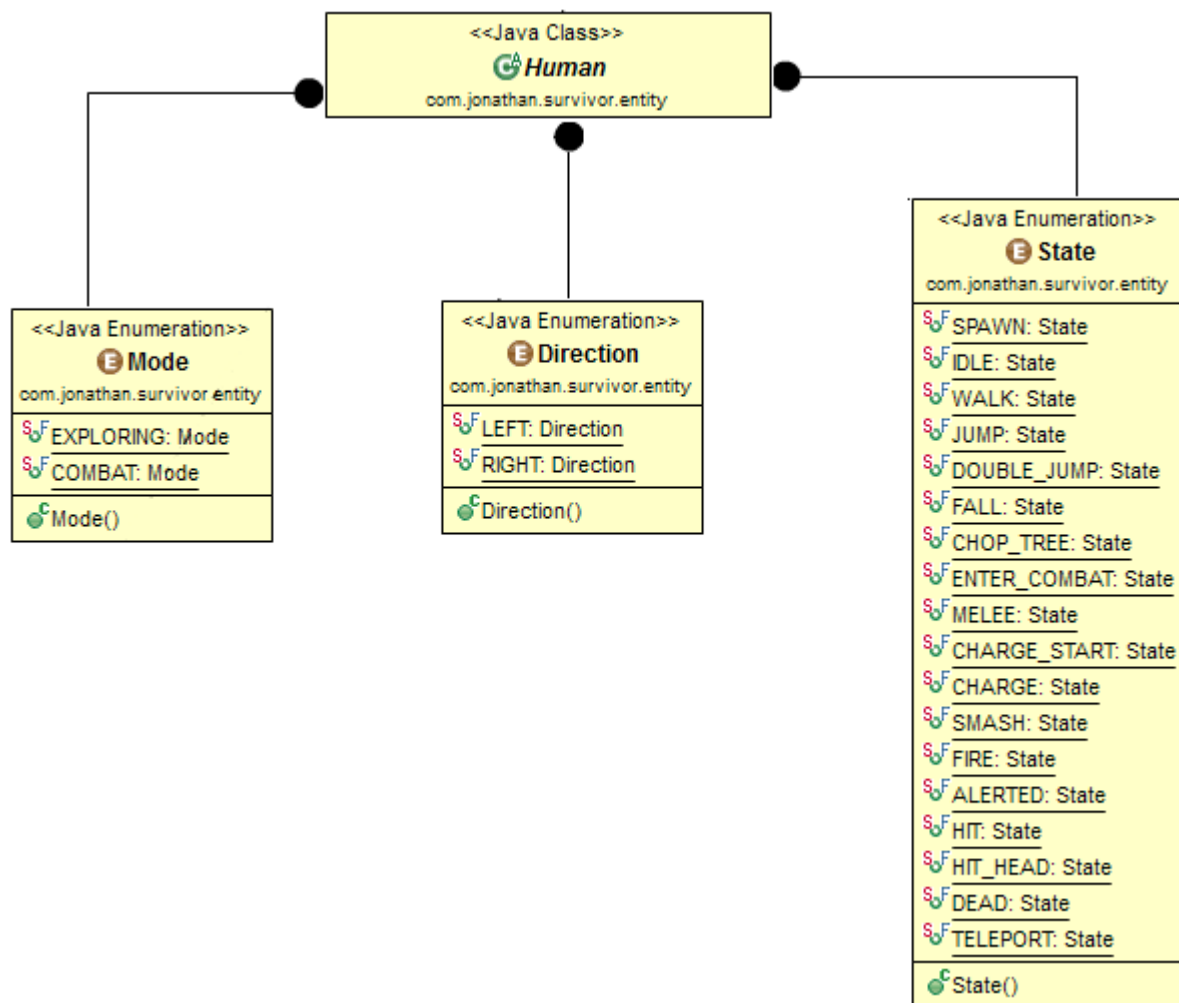 <<Java Class>>
Human
com.jonathan.survivor.entity
<<Java Enumeration>>
Mode
com.jonathan.survivor.entity
EXPLORING: Mode
COMBAT: Mode
Mode()
<<Java Enumeration>>
Direction
com.jonathan.survivor.entity
LEFT: Direction
RIGHT: Direction
Direction()
<<Java Enumeration>>
State
com.jonathan.survivor.entity
SPAWN: State
IDLE: State
WALK: State
JUMP: State
DOUBLE_JUMP: State
FALL: State
CHOP_TREE: State
ENTER_COMBAT: State
MELEE: State
CHARGE_START: State
CHARGE: State
SMASH: State
FIRE: State
ALERTED: State
HIT: State
HIT_HEAD: State
DEAD: State
TELEPORT: State
State()